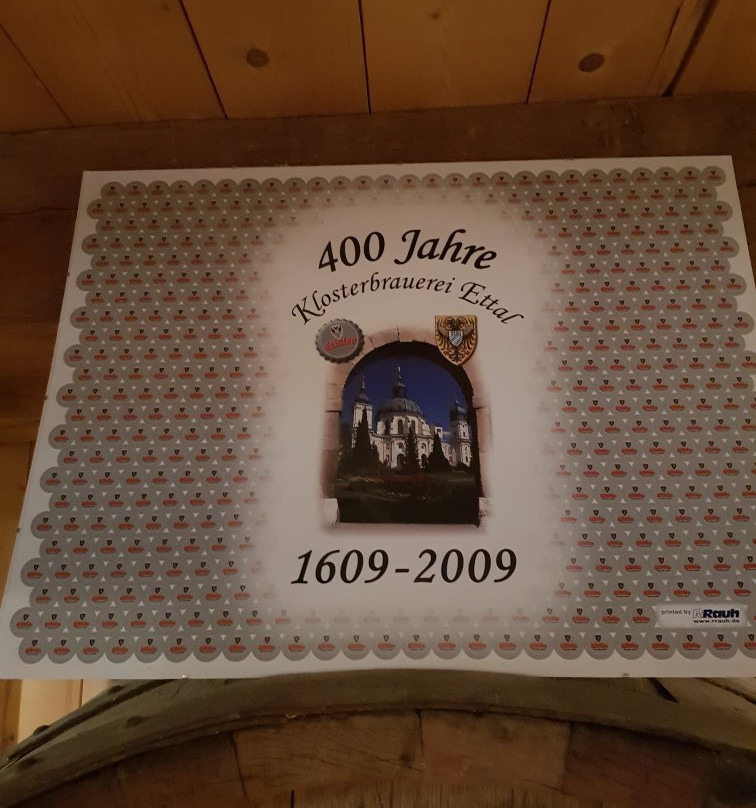 400 Jahre
Klosterbrauerei Ettal
1609-2009
printed by Rauh
www.rrauh.de